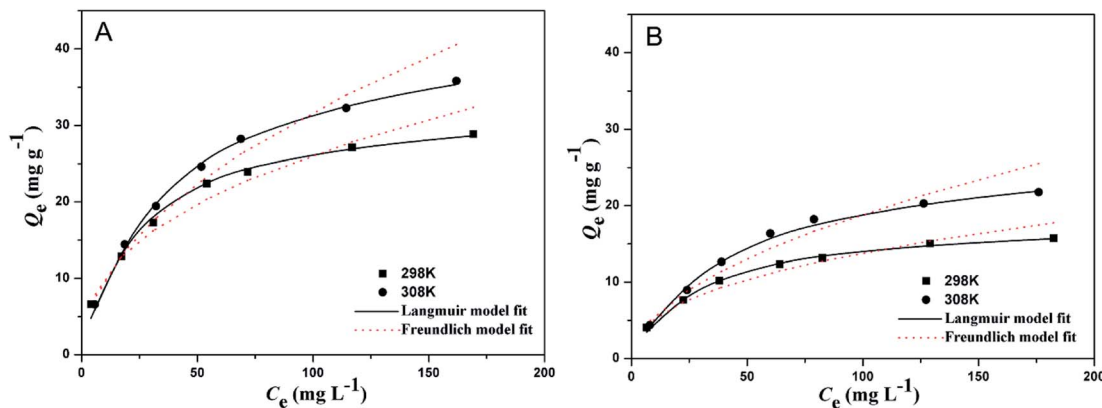 A
40
30
20
10
0
Qe (mg g-1)
298K
308K
Langmuir model fit
Freundlich model fit
0 50 100 150 200
Ce (mg L-1)
B
40
30
20
10
0
Qe (mg g-1)
298K
308K
Langmuir model fit
Freundlich model fit
0 50 100 150 200
Ce (mg L-1)